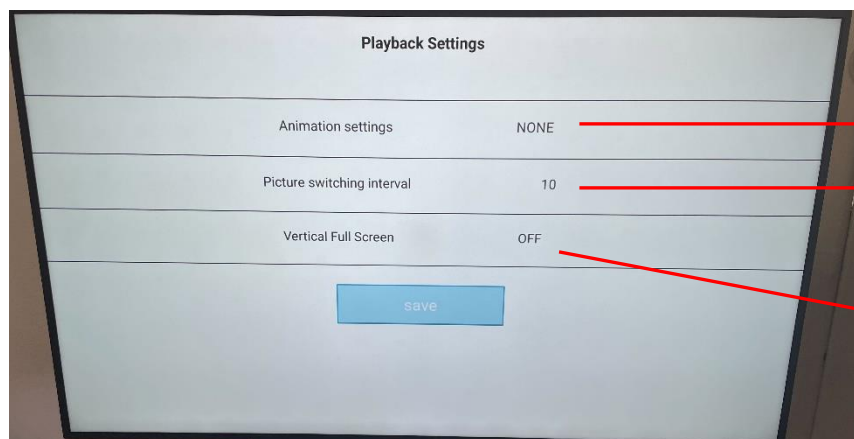 Playback Settings
Animation settings NONE
Picture switching interval 10
Vertical Full Screen OFF
save